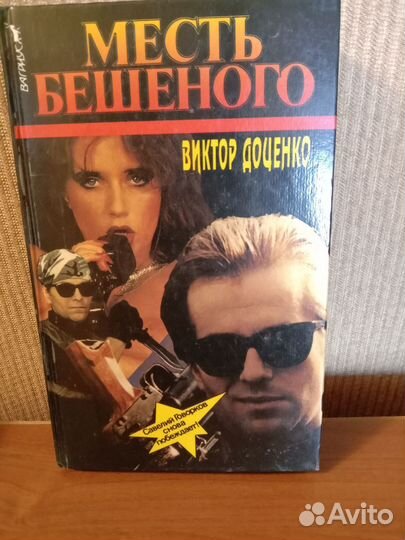 ВАГРИУС
МЕСТЬ
БЕШЕНОГО
ВИКТОР ДОЦЕНКО
Савелий Говорков
снова
побеждает!
Avito